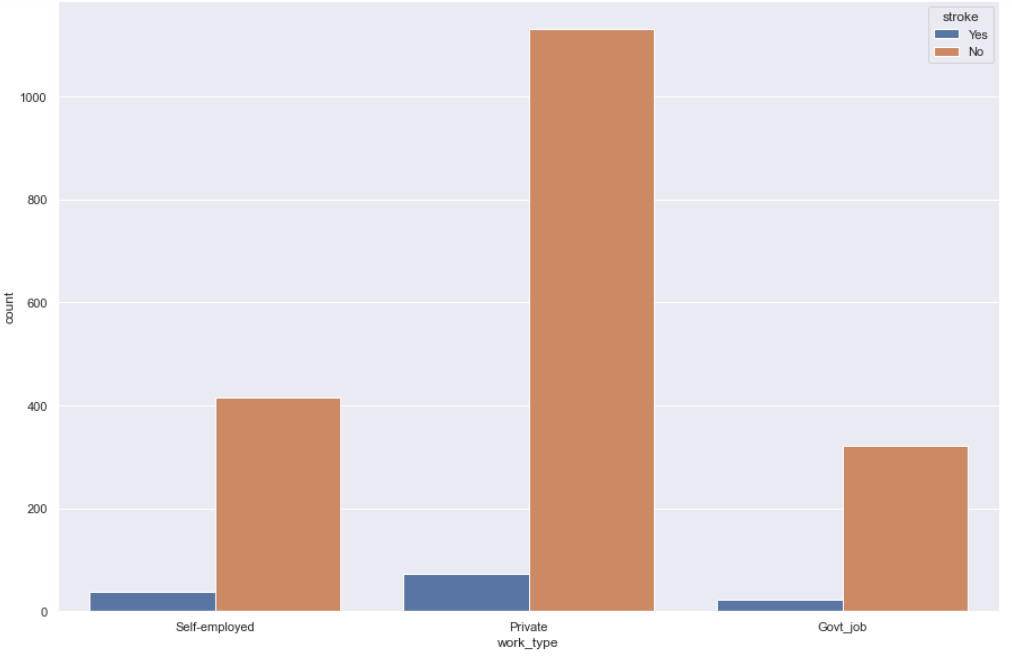 stroke
Yes
No
1000
800
600
400
200
0
count
Self-employed
Private
Govt_job
work_type